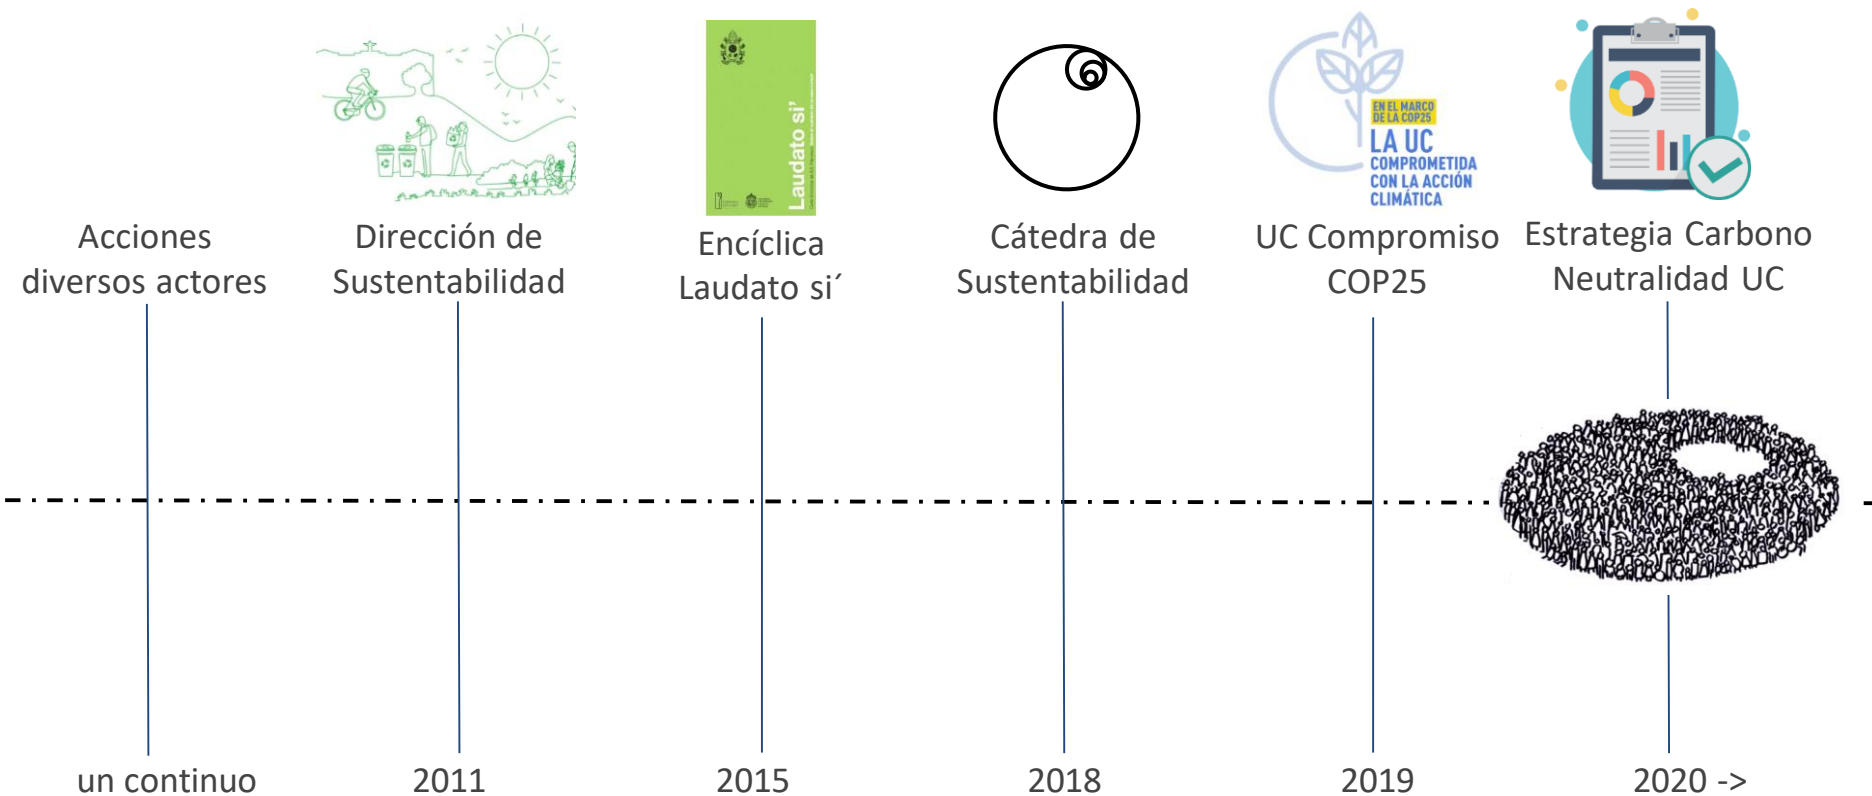 Laudato si'
EN EL MARCO
DE LA COP25
LA UC
COMPROMETIDA
CON LA ACCIÓN
CLIMÁTICA
Acciones
diversos actores
Dirección de
Sustentabilidad
Encíclica
Laudato si´
Cátedra de
Sustentabilidad
UC Compromiso
COP25
Estrategia Carbono
Neutralidad UC
un continuo
2011
2015
2018
2019
2020 ->